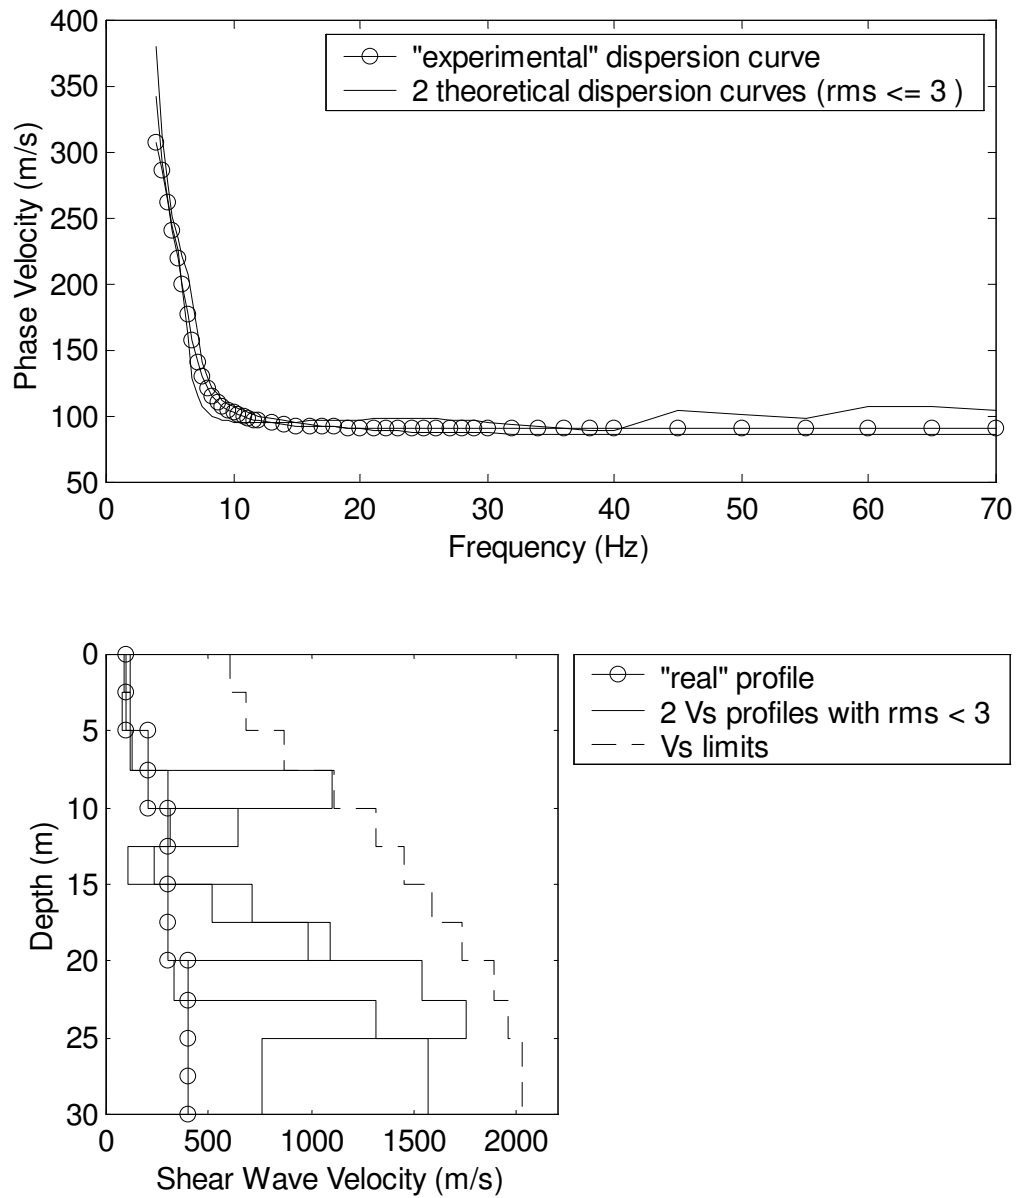 400
350
300
250
200
150
100
50
Phase Velocity (m/s)
"experimental" dispersion curve
2 theoretical dispersion curves (rms <= 3 )
0 10 20 30 40 50 60 70
Frequency (Hz)
0
5
10
15
20
25
30
Depth (m)
"real" profile
2 Vs profiles with rms < 3
Vs limits
0 500 1000 1500 2000
Shear Wave Velocity (m/s)